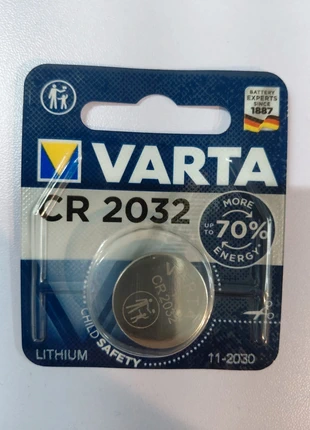 BATTERY
EXPERTS
SINCE
1887
VARTA
CR 2032
MORE
UP TO
70%
ENERGY*
CR 2032
CHILD SAFETY
LITHIUM
11-2030